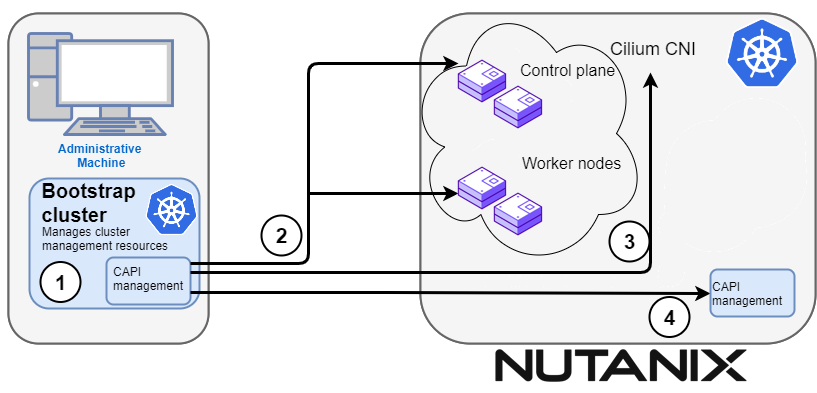 Administrative
Machine
Bootstrap
cluster
Manages cluster
management resources
1
CAPI
management
2
Cilium CNI
Control plane
Worker nodes
3
CAPI
management
4
NUTANIX